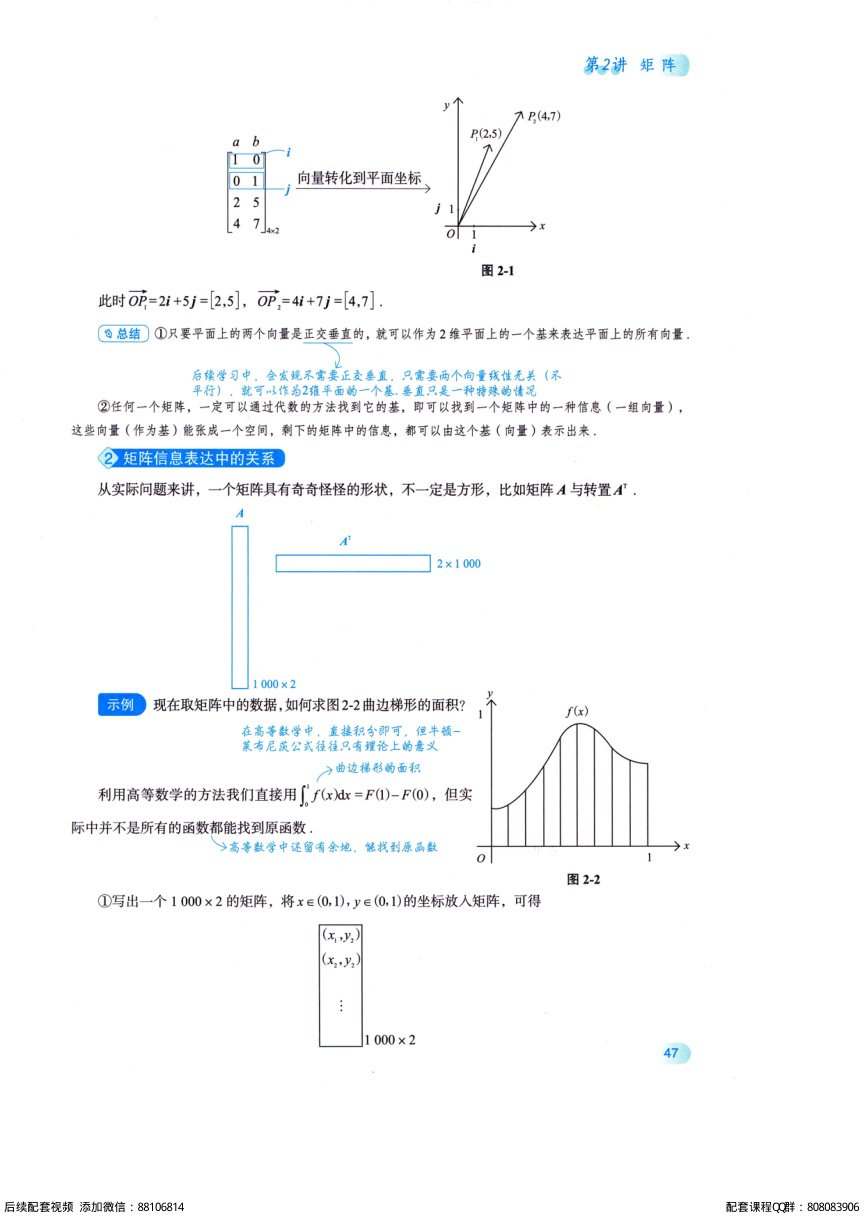 第2讲 矩阵
a b
1 0
0 1
2 5
4 7
4×2
i
j
向量转化到平面坐标
y
P₁(2,5)
P₂(4,7)
j 1
O 1 x
i
图 2-1
此时 OP₁=2i+5j=[2,5]，OP₂=4i+7j=[4,7].
总结 ①只要平面上的两个向量是正交垂直的，就可以作为 2 维平面上的一个基来表达平面上的所有向量.
后续学习中，会发现不需要正交垂直，只需要两个向量线性无关（不
平行），就可以作为2维平面的一个基.垂直只是一种特殊的情况
②任何一个矩阵，一定可以通过代数的方法找到它的基，即可以找到一个矩阵中的一种信息（一组向量），
这些向量（作为基）能张成一个空间，剩下的矩阵中的信息，都可以由这个基（向量）表示出来.
2 矩阵信息表达中的关系
从实际问题来讲，一个矩阵具有奇奇怪怪的形状，不一定是方形，比如矩阵 A 与转置 Aᵀ.
A
Aᵀ
2×1 000
1 000×2
示例 现在取矩阵中的数据,如何求图2-2曲边梯形的面积?
在高等数学中，直接积分即可，但牛顿-
莱布尼茨公式往往只有理论上的意义
曲边梯形的面积
利用高等数学的方法我们直接用∫₀¹f(x)dx=F(1)-F(0)，但实
际中并不是所有的函数都能找到原函数.
高等数学中还留有余地，能找到原函数
y
1
f(x)
O 1 x
图 2-2
①写出一个 1 000×2 的矩阵，将 x∈(0,1),y∈(0,1)的坐标放入矩阵，可得
(x₁,y₂)
(x₂,y₂)
⋮
1 000×2
47
后续配套视频 添加微信：88106814
配套课程QQ群：808083906